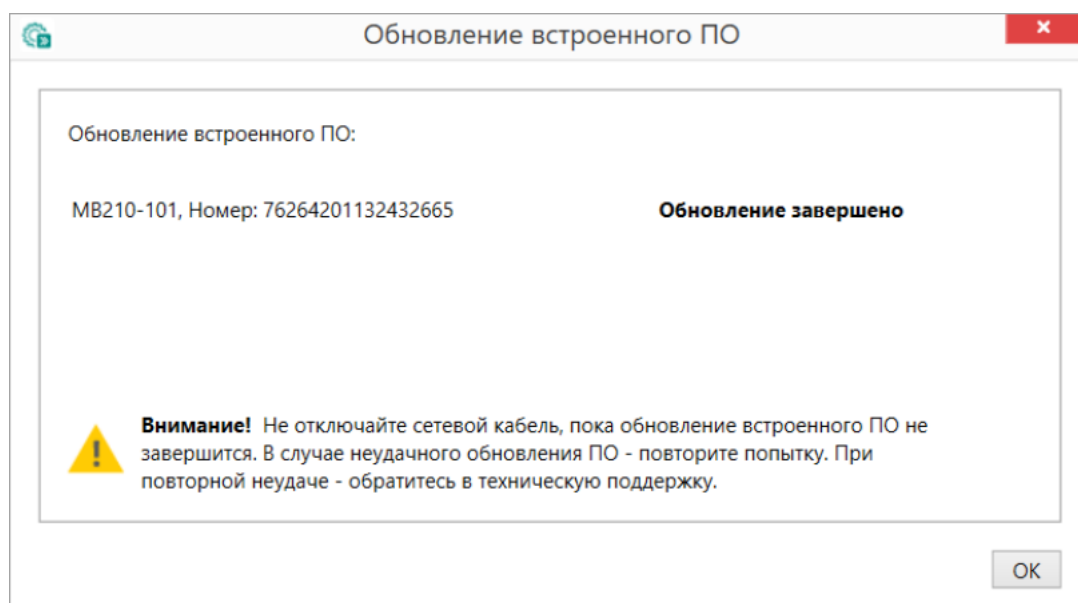 Обновление встроенного ПО
Обновление встроенного ПО:
МВ210-101, Номер: 76264201132432665 Обновление завершено
Внимание! Не отключайте сетевой кабель, пока обновление встроенного ПО не
завершится. В случае неудачного обновления ПО - повторите попытку. При
повторной неудаче - обратитесь в техническую поддержку.
ОК